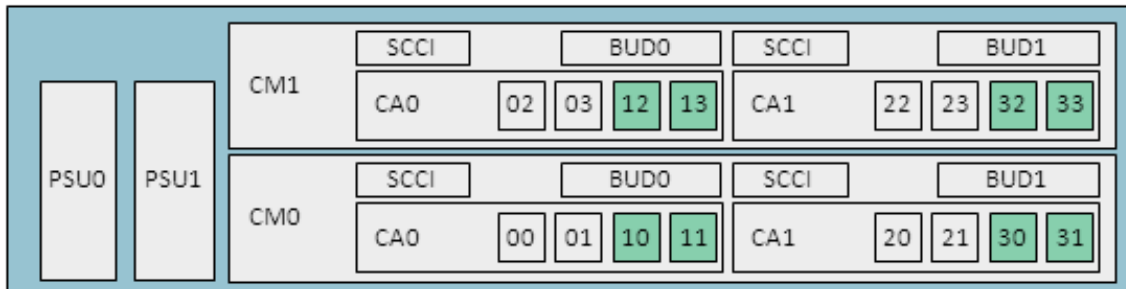 SCCI BUD0 SCCI BUD1
CM1
CA0 02 03 12 13 CA1 22 23 32 33
PSU0 PSU1
SCCI BUD0 SCCI BUD1
CM0
CA0 00 01 10 11 CA1 20 21 30 31